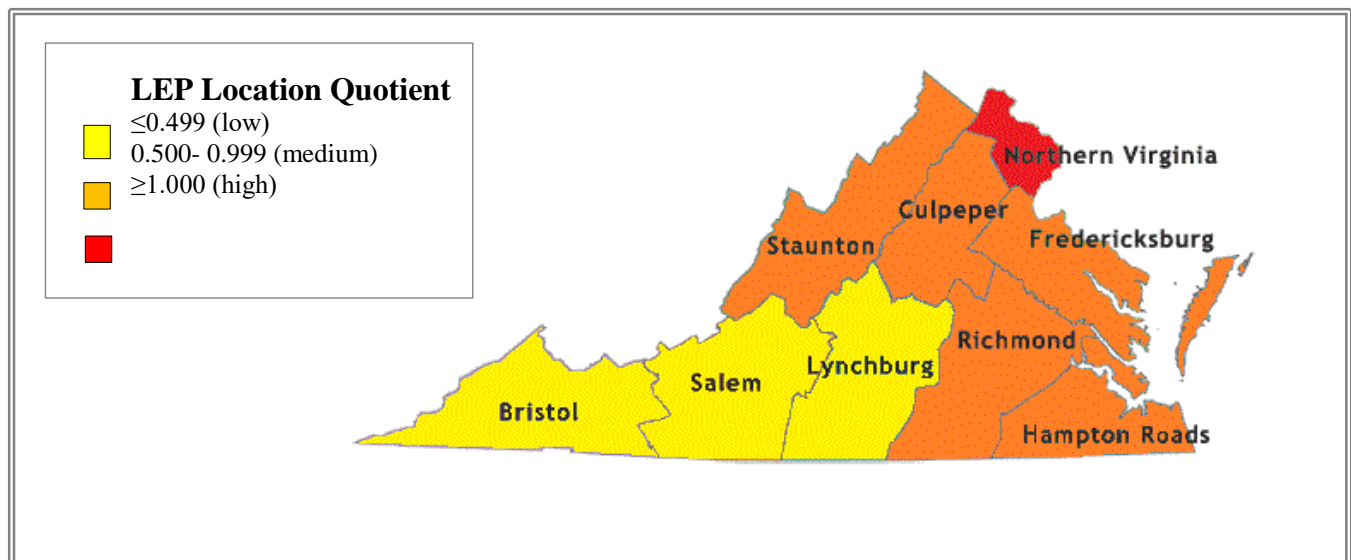 LEP Location Quotient
≤0.499 (low)
0.500- 0.999 (medium)
≥1.000 (high)
Northern Virginia
Culpeper
Fredericksburg
Staunton
Richmond
Lynchburg
Salem
Bristol
Hampton Roads